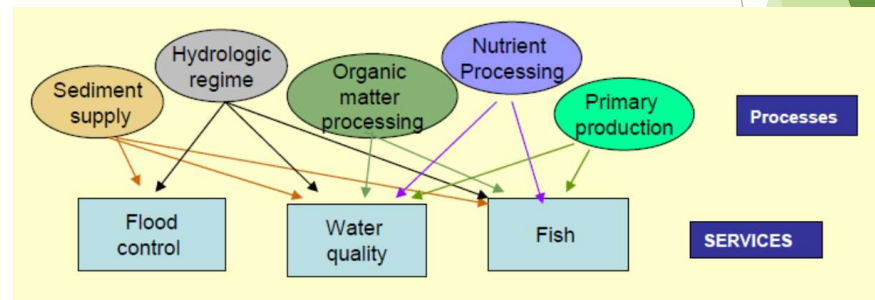 Sediment
supply
Hydrologic
regime
Organic
matter
processing
Nutrient
Processing
Primary
production
Processes
Flood
control
Water
quality
Fish
SERVICES